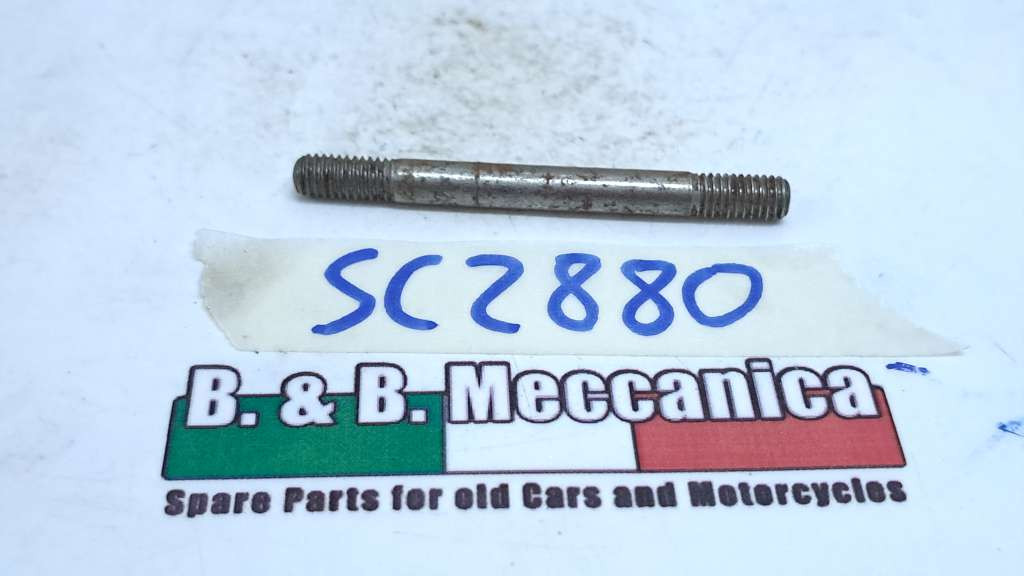 SC2880
B. & B. Meccanica
Spare Parts for old Cars and Motorcycles